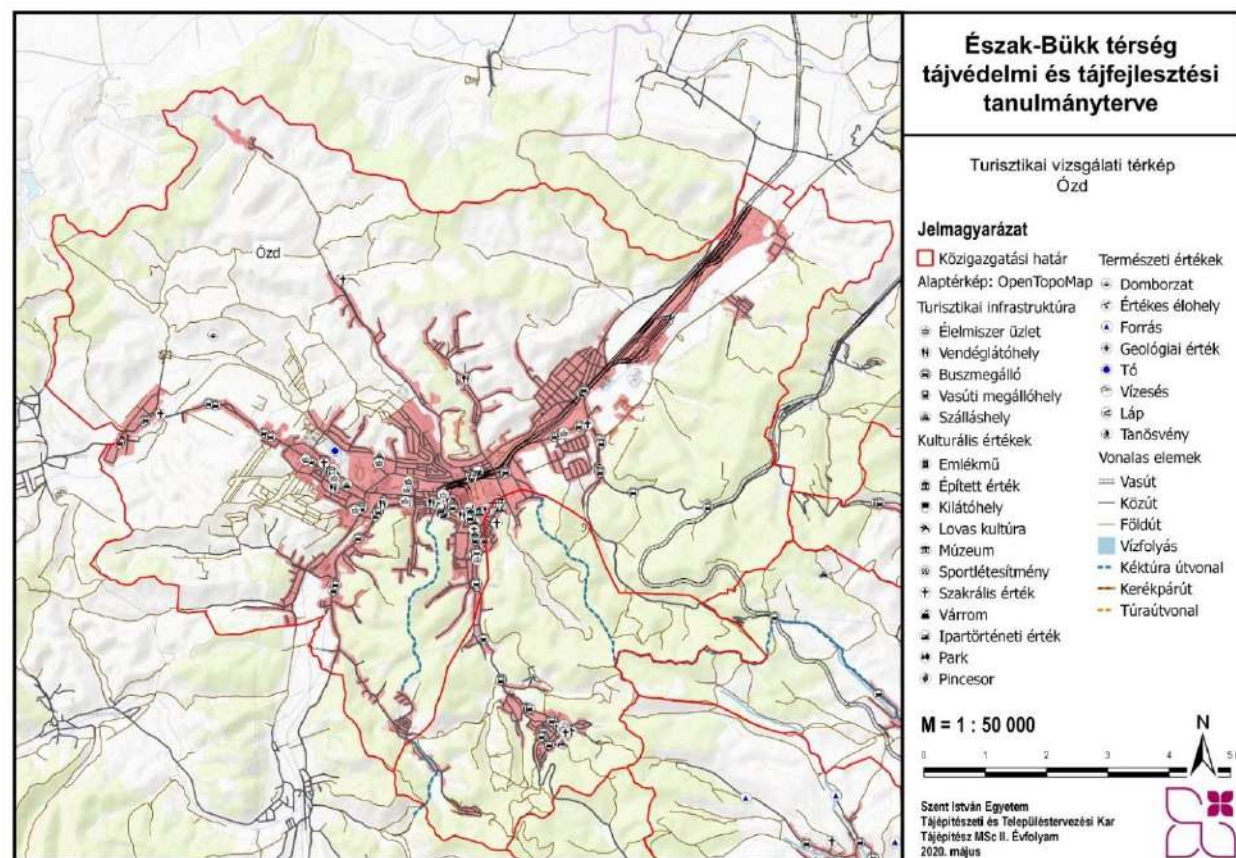 Észak-Bükk térség
tájvédelmi és tájfejlesztési
tanulmányterve
Turisztikai vizsgálati térkép
Ózd
Jelmagyarázat
Közigazgatási határ
Alaptérkép: OpenTopoMap
Turisztikai infrastruktúra
Élelmiszer üzlet
Vendéglátóhely
Buszmegálló
Vasúti megállóhely
Szálláshely
Kulturális értékek
Emlékmű
Épített érték
Kilátóhely
Lovas kultúra
Múzeum
Sportlétesítmény
Szakrális érték
Várrom
Ipartörténeti érték
Park
Pincesor
Természeti értékek
Domborzat
Értékes élohely
Forrás
Geológiai érték
Tó
Vízesés
Láp
Tanösvény
Vonalas elemek
Vasút
Közút
Földút
Vízfolyás
Kéktúra útvonal
Kerékpárút
Túraútvonal
M = 1 : 50 000
N
0 1 2 3 4
Szent István Egyetem
Tájépítészeti és Településtervezési Kar
Tájépítész MSc II. Évfolyam
2020. május
Ózd